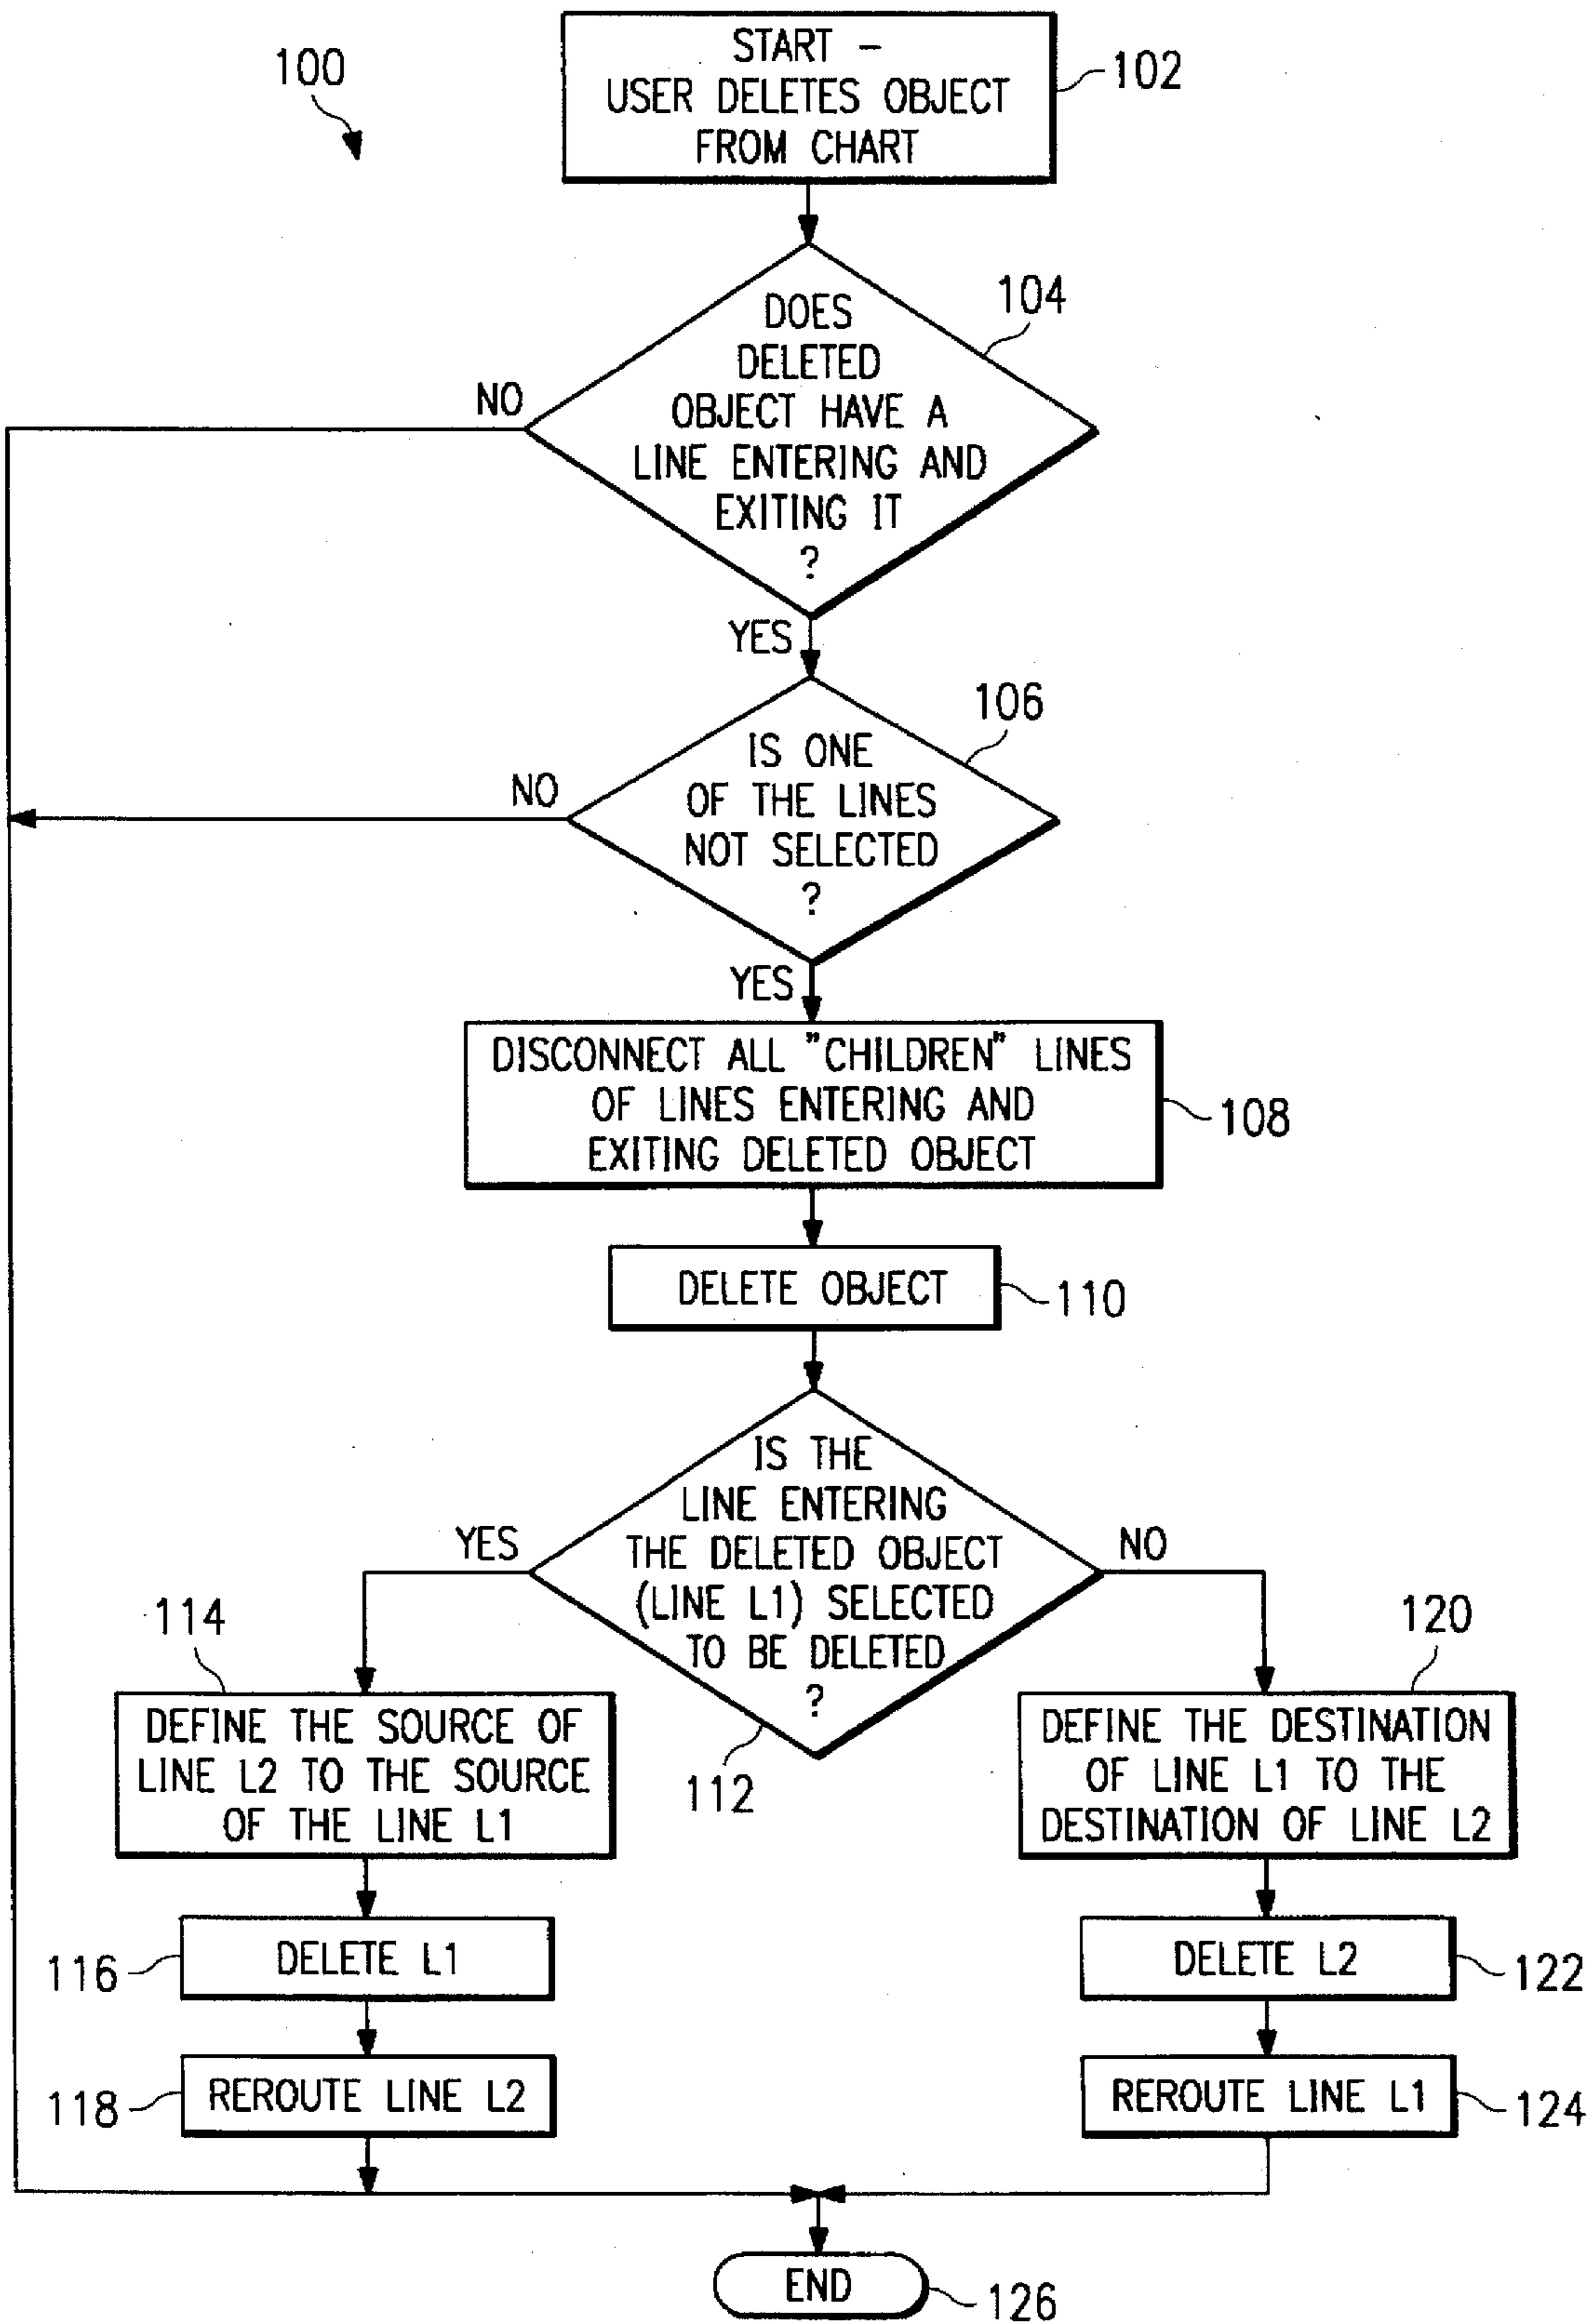 100
START -
USER DELETES OBJECT
FROM CHART
102
DOES
DELETED
OBJECT HAVE A
LINE ENTERING AND
EXITING IT
?
104
NO
YES
IS ONE
OF THE LINES
NOT SELECTED
?
106
NO
YES
DISCONNECT ALL "CHILDREN" LINES
OF LINES ENTERING AND
EXITING DELETED OBJECT
108
DELETE OBJECT
110
IS THE
LINE ENTERING
THE DELETED OBJECT
(LINE L1) SELECTED
TO BE DELETED
?
112
YES
NO
114
DEFINE THE SOURCE OF
LINE L2 TO THE SOURCE
OF THE LINE L1
116
DELETE L1
118
REROUTE LINE L2
120
DEFINE THE DESTINATION
OF LINE L1 TO THE
DESTINATION OF LINE L2
DELETE L2
122
REROUTE LINE L1
124
END
126